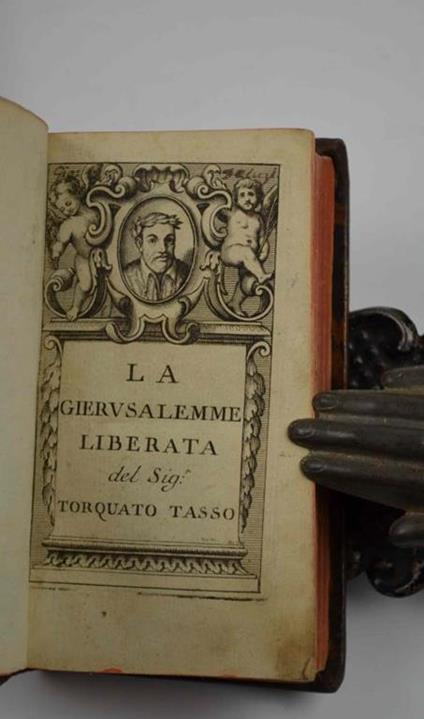 LA
GIERVSALEMME
LIBERATA
del Sig.r
TORQUATO TASSO